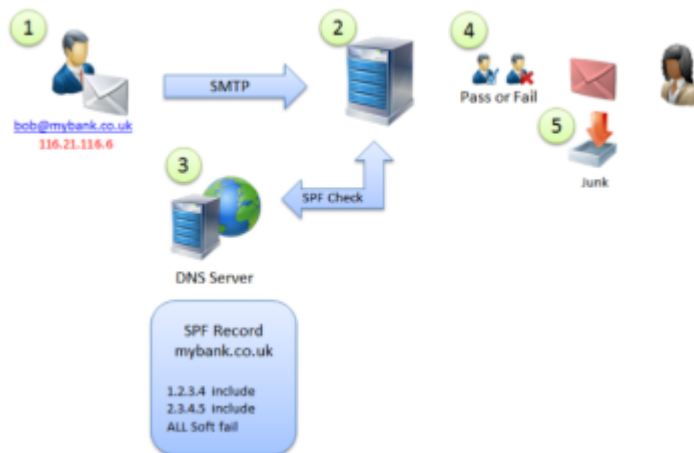 1
2
4
SMTP
Pass or Fail
bob@mybank.co.uk
116.21.116.6
5
3
SPF Check
Junk
DNS Server
SPF Record
mybank.co.uk
1.2.3.4 include
2.3.4.5 include
ALL Soft fail